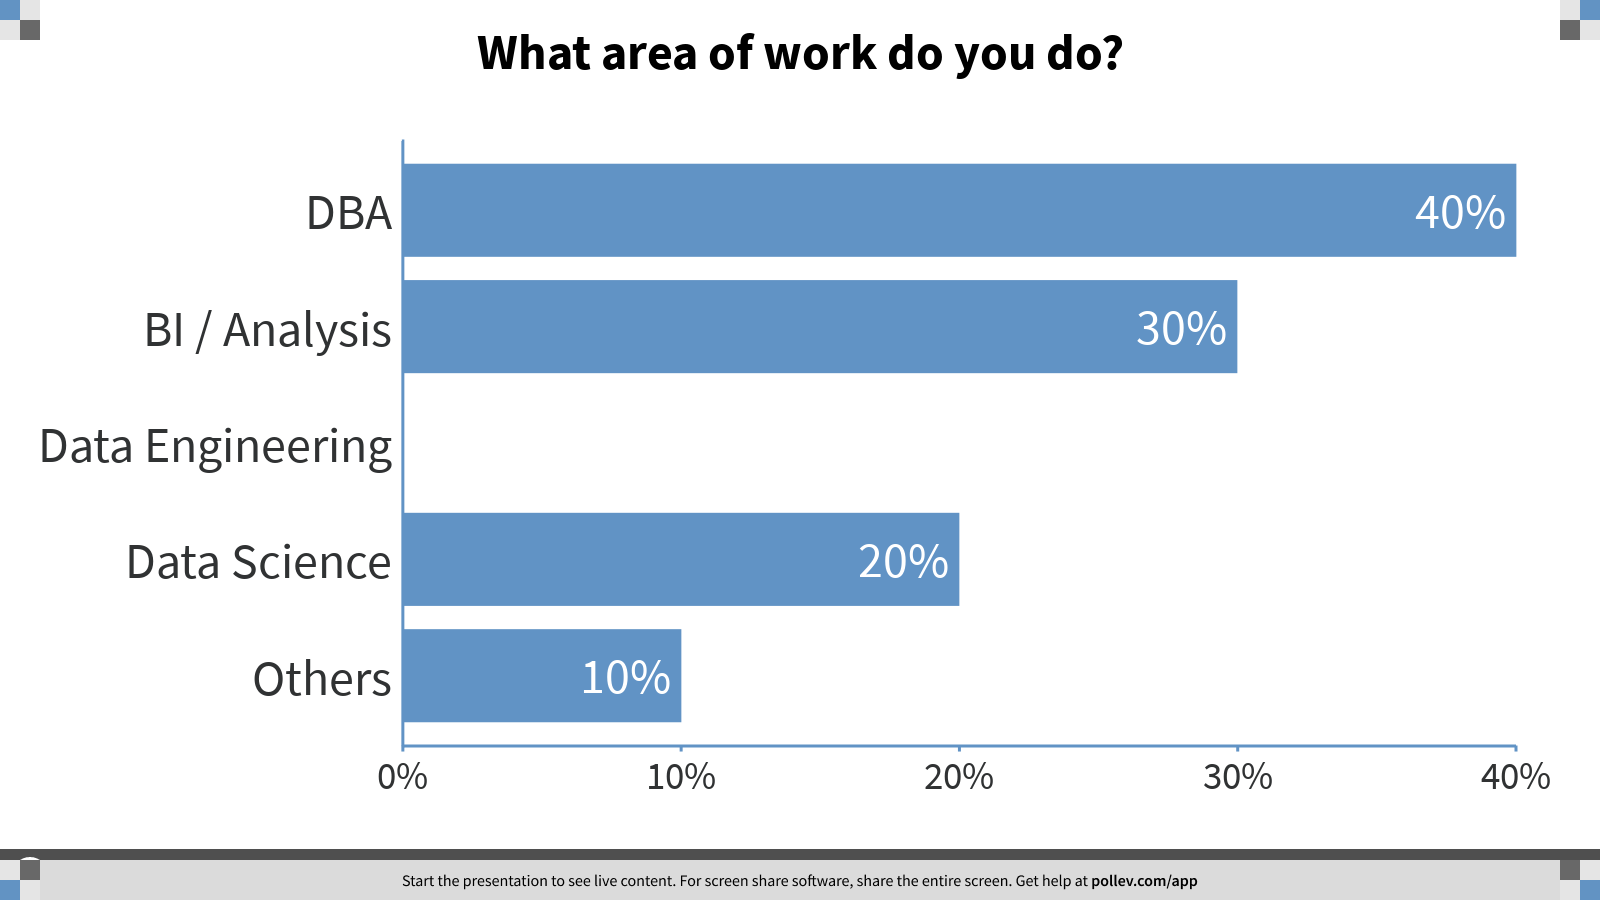 What area of work do you do?
DBA
40%
BI / Analysis
30%
Data Engineering
Data Science
20%
Others
10%
0%
10%
20%
30%
40%
Start the presentation to see live content. For screen share software, share the entire screen. Get help at pollev.com/app